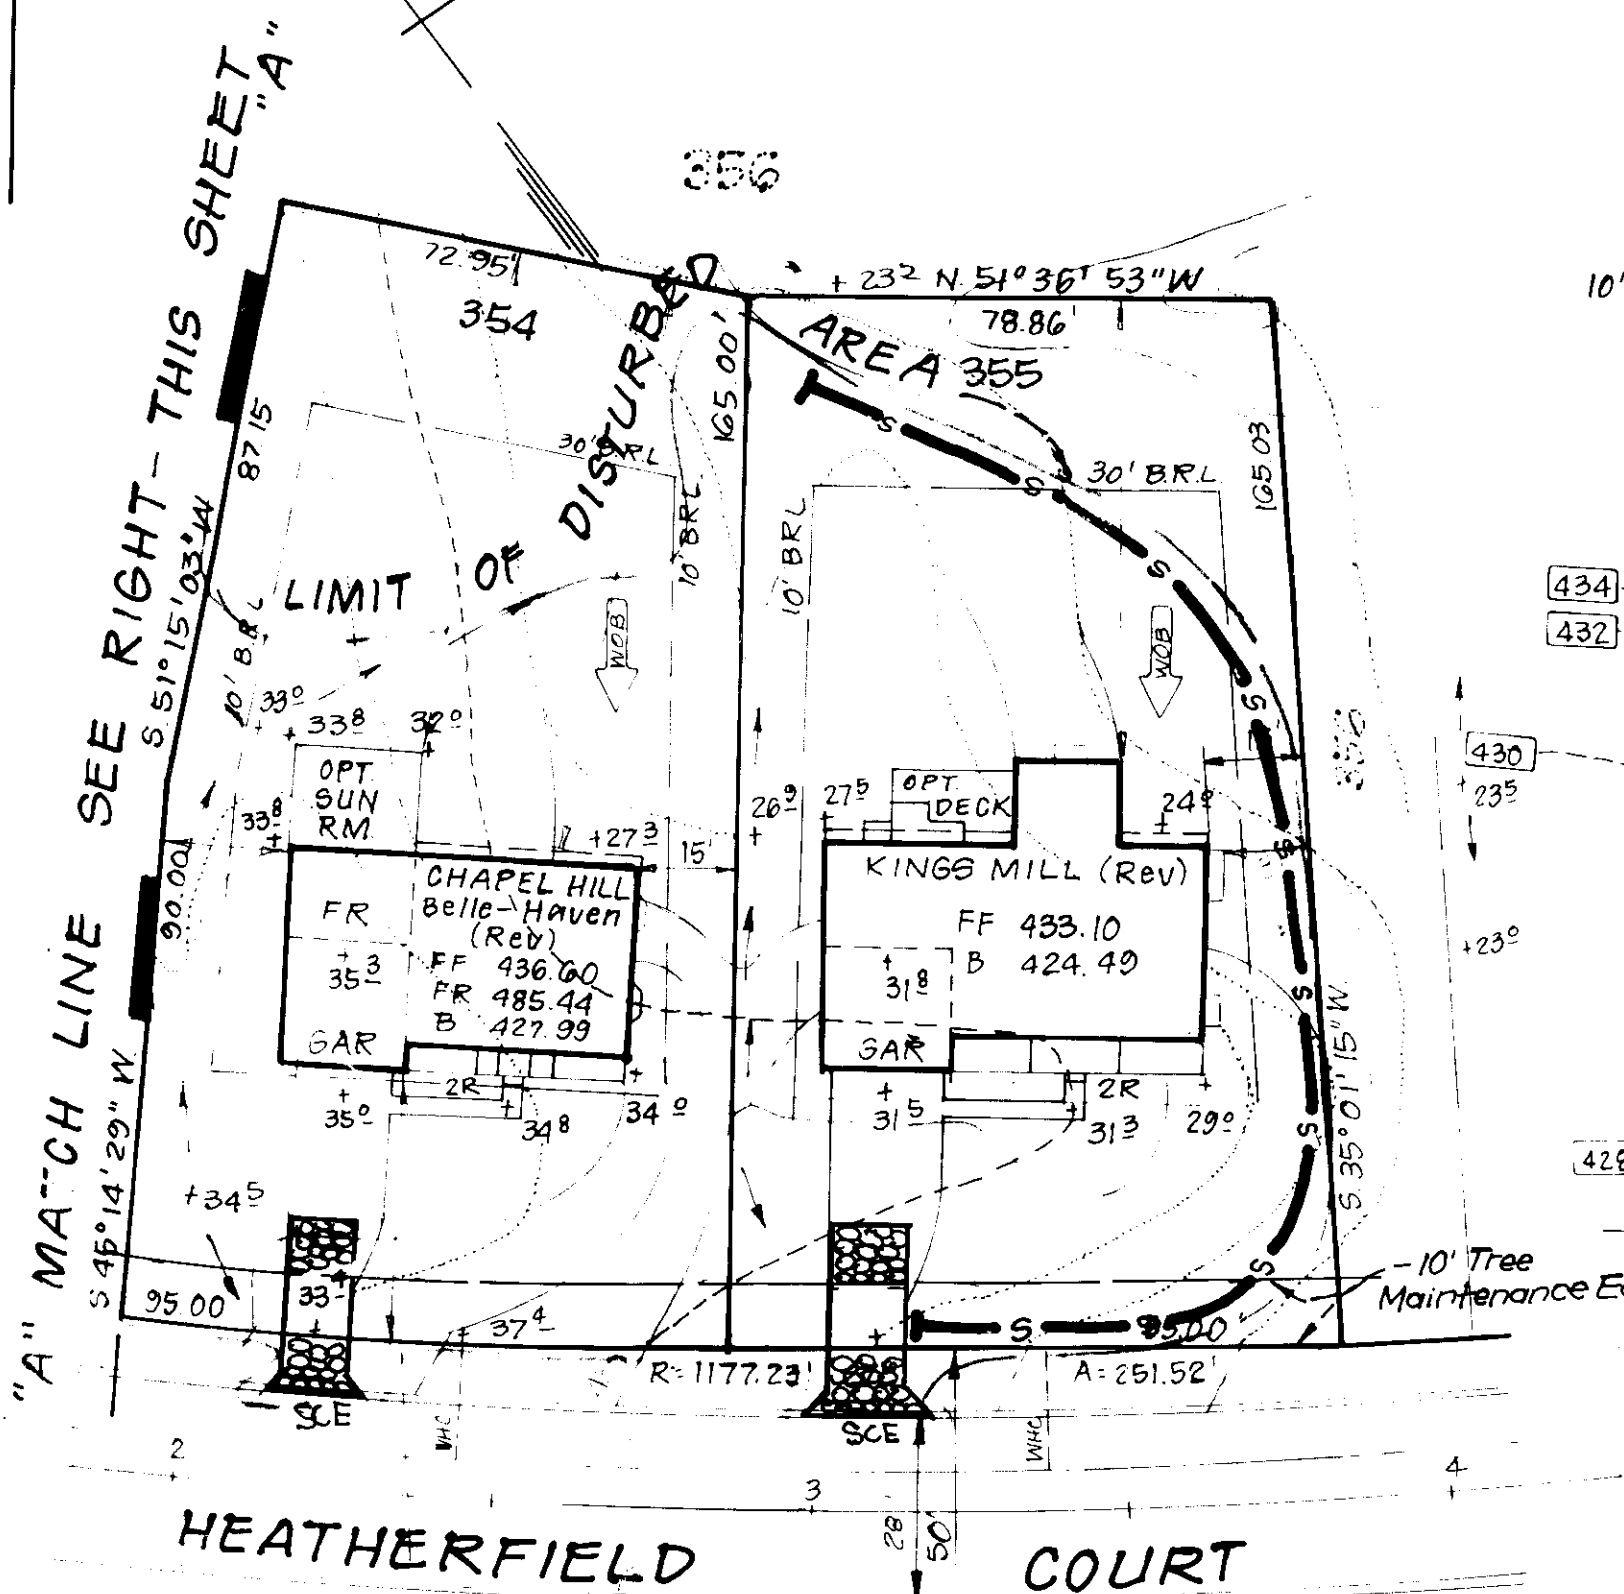 "A" MATCH LINE SEE RIGHT - THIS SHEET "A"
356
72.95'
354
+ 23² N 51° 36' 53" W
78.86'
10'
LIMIT OF DISTURBED AREA
355
165.00'
165.03
87.15
S 51° 15' 03" W
30' B.R.L
30' B.R.L
10' BRL
10' BRL
10' B.R.L
434
432
WOB
WOB
33⁰
33⁸
32⁰
430
23⁵
OPT.
SUN
RM
33⁸
+27³
15'
26⁹
27⁵
OPT.
DECK
24⁸
90.00
CHAPEL HILL
Belle-Haven
(Rev)
FF 436.60
FR 485.44
B 427.99
FR
35³
GAR
KINGS MILL (Rev)
FF 433.10
B 424.49
31⁸
GAR
+23⁰
2R
35⁰
34⁸
34⁰
31⁵
2R
31³
29⁰
428
S 45° 14' 29" W
S 35° 01' 15" W
+34⁵
S
S
S
S
S
S
S
S
S
-10' Tree
Maintenance
95.00
33
37⁴
95.00'
R=1177.23'
A=251.52'
SCE
SCE
WHC
WHC
2
3
4
28'
50'
HEATHERFIELD COURT